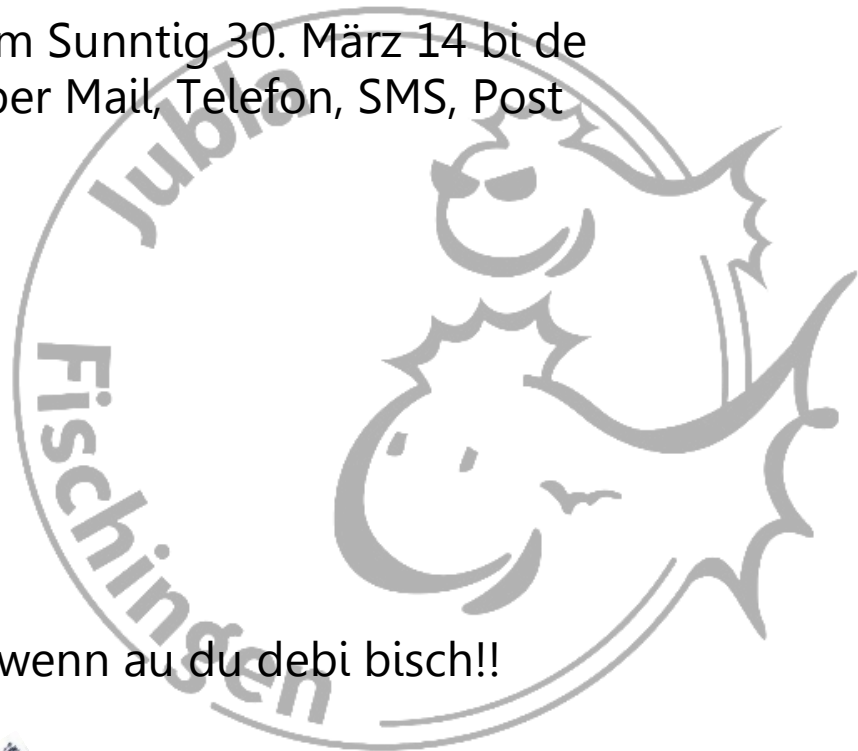 m Sunntig 30. März 14 bi de
per Mail, Telefon, SMS, Post
Jubla
Fischingen
wenn au du debi bisch!!